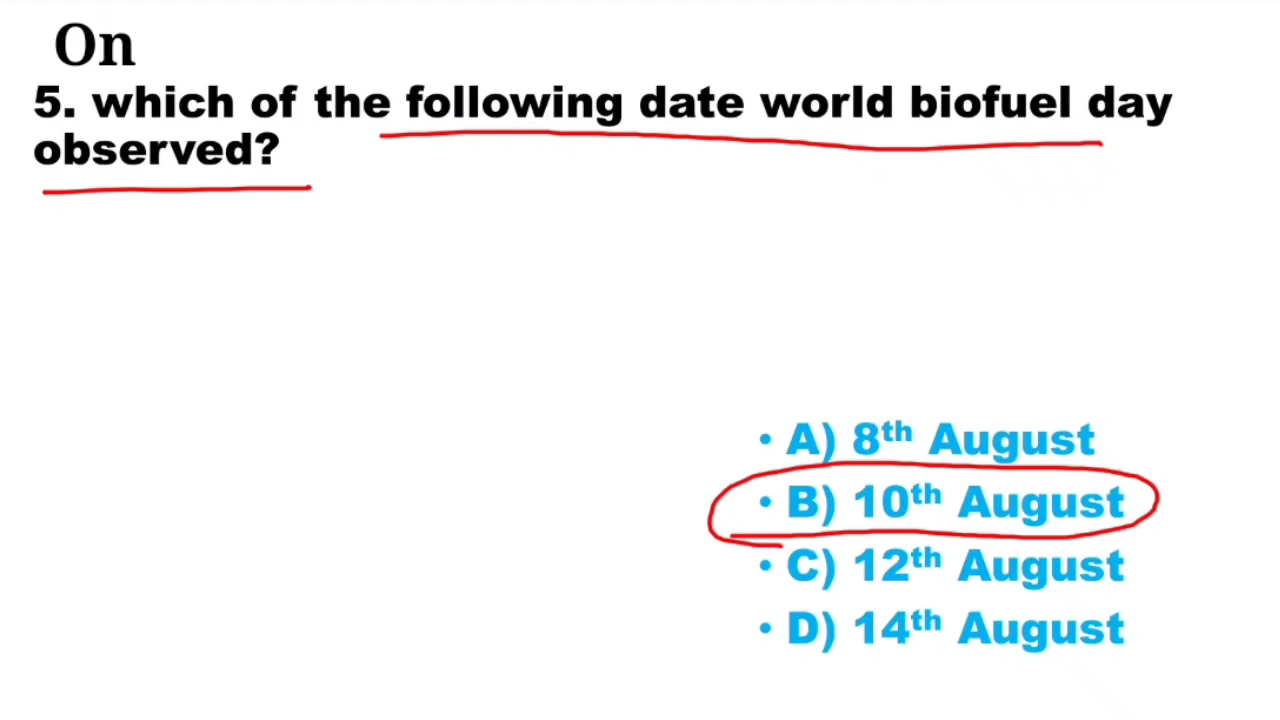 On
5. which of the following date world biofuel day
observed?
• A) 8th August
• B) 10th August
• C) 12th August
• D) 14th August